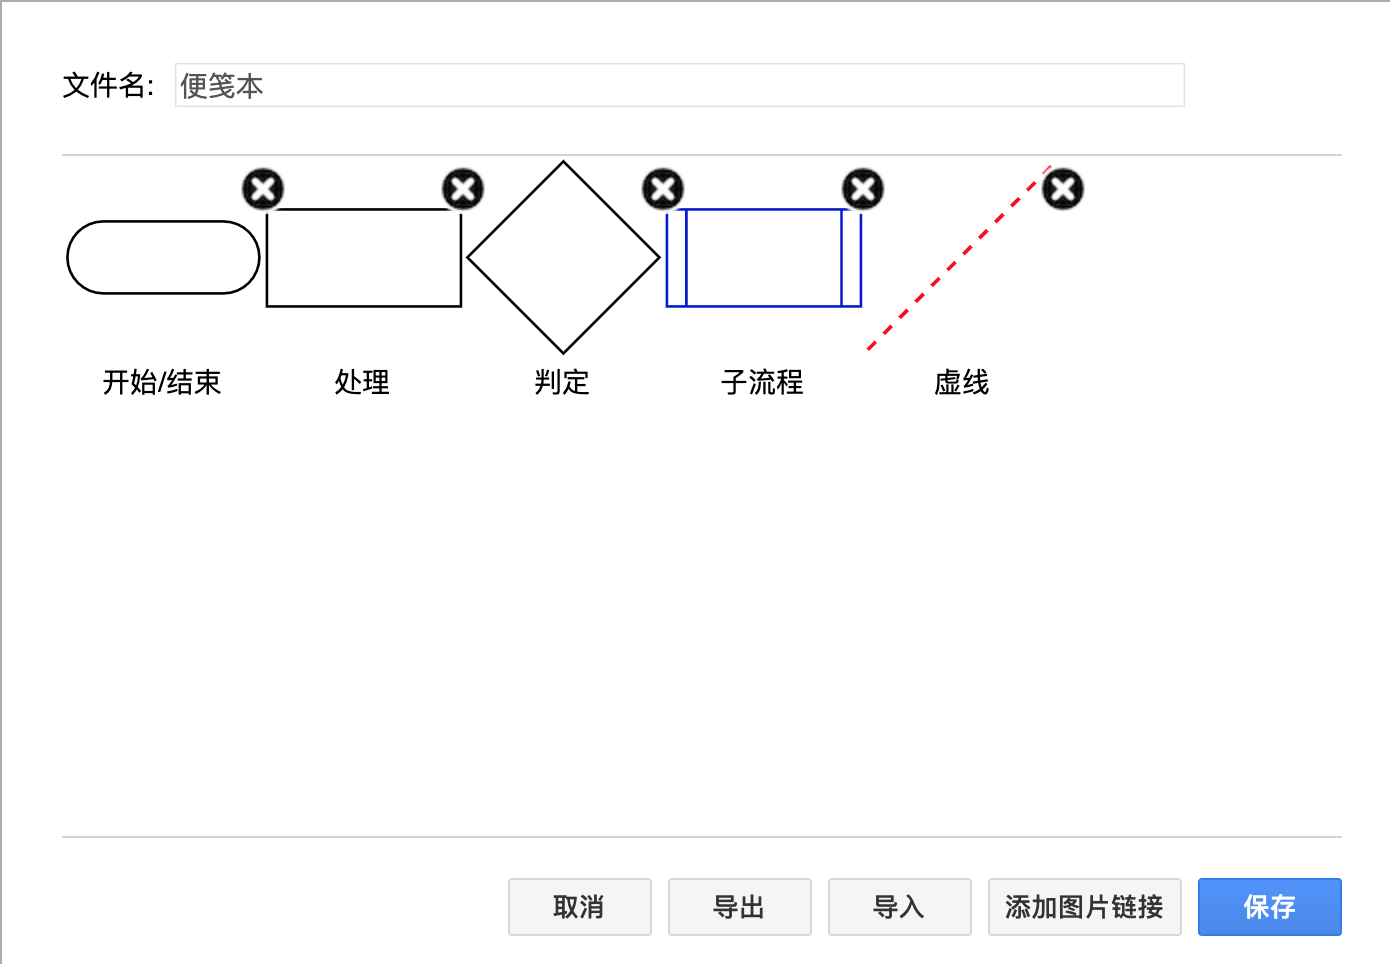 文件名:
便笺本
开始/结束
处理
判定
子流程
虚线
取消
导出
导入
添加图片链接
保存